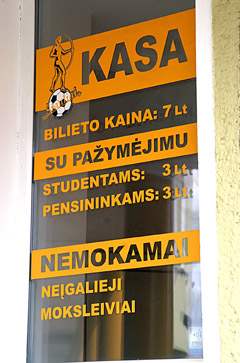 KASA
BILIETO KAINA: 7 Lt
SU PAŽYMĖJIMU
STUDENTAMS: 3 Lt
PENSININKAMS: 3 Lt
NEMOKAMAI
NEĮGALIEJI
MOKSLEIVIAI